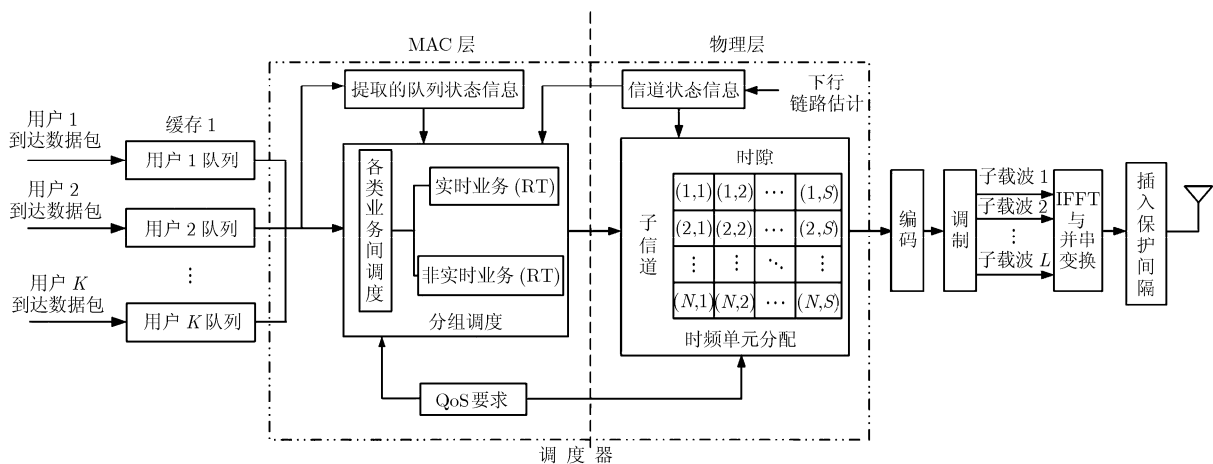 MAC 层
物理层
提取的队列状态信息
信道状态信息
下行
链路估计
用户 1
到达数据包
缓存 1
用户 1 队列
用户 2
到达数据包
用户 2 队列
⋮
用户 K
到达数据包
用户 K 队列
各类业务间调度
实时业务 (RT)
非实时业务 (RT)
分组调度
时隙
子信道
(1,1) (1,2) ⋯ (1,S)
(2,1) (2,2) ⋯ (2,S)
⋮ ⋮ ⋱ ⋮
(N,1) (N,2) ⋯ (N,S)
时频单元分配
QoS 要求
调 度 器
编码
调制
子载波 1
子载波 2
⋮
子载波 L
IFFT
与
并串
变换
插入保护间隔